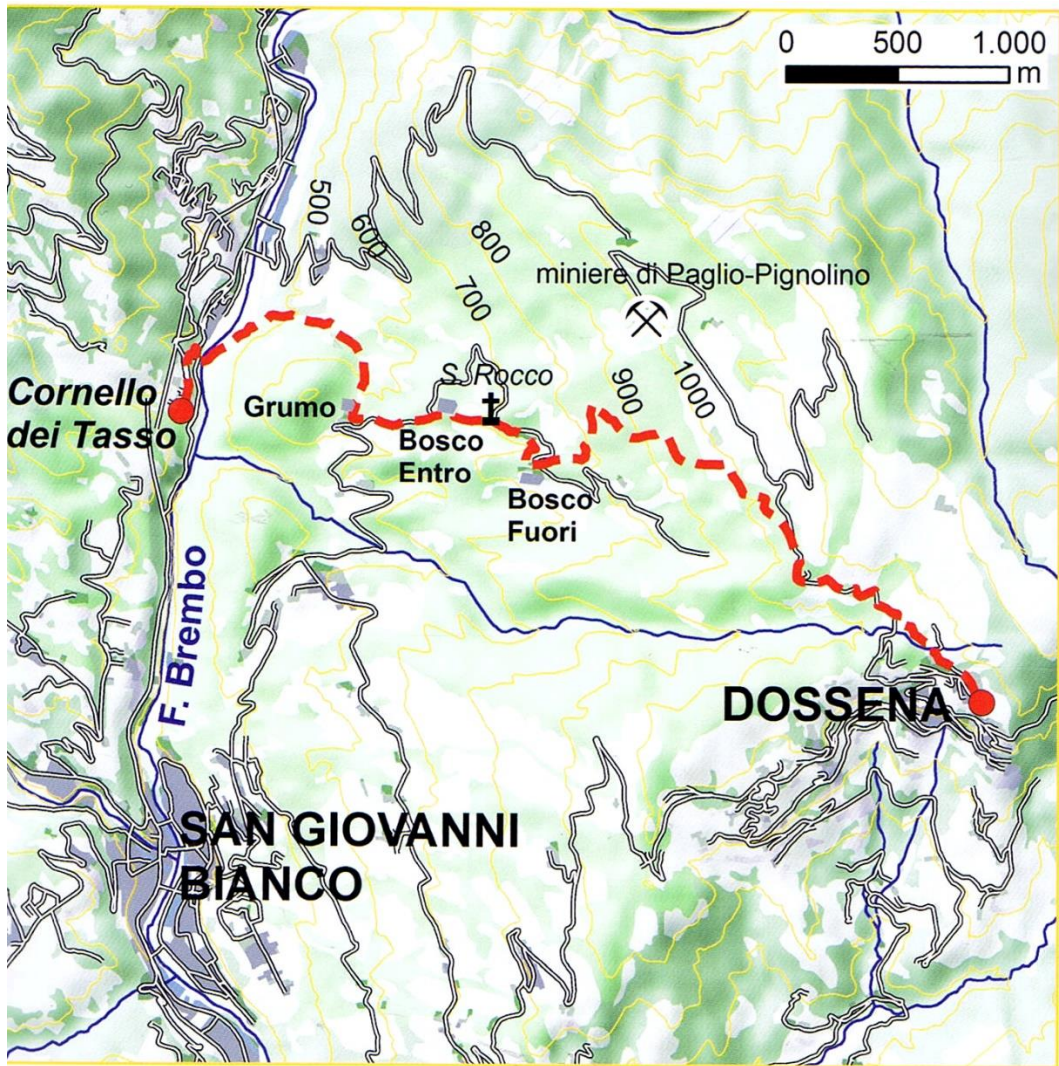 0 500 1.000
m
500
600
800
700
miniere di Paglio-Pignolino
900
1000
S. Rocco
Cornello
dei Tasso
Grumo
Bosco
Entro
Bosco
Fuori
F. Brembo
DOSSENA
SAN GIOVANNI
BIANCO